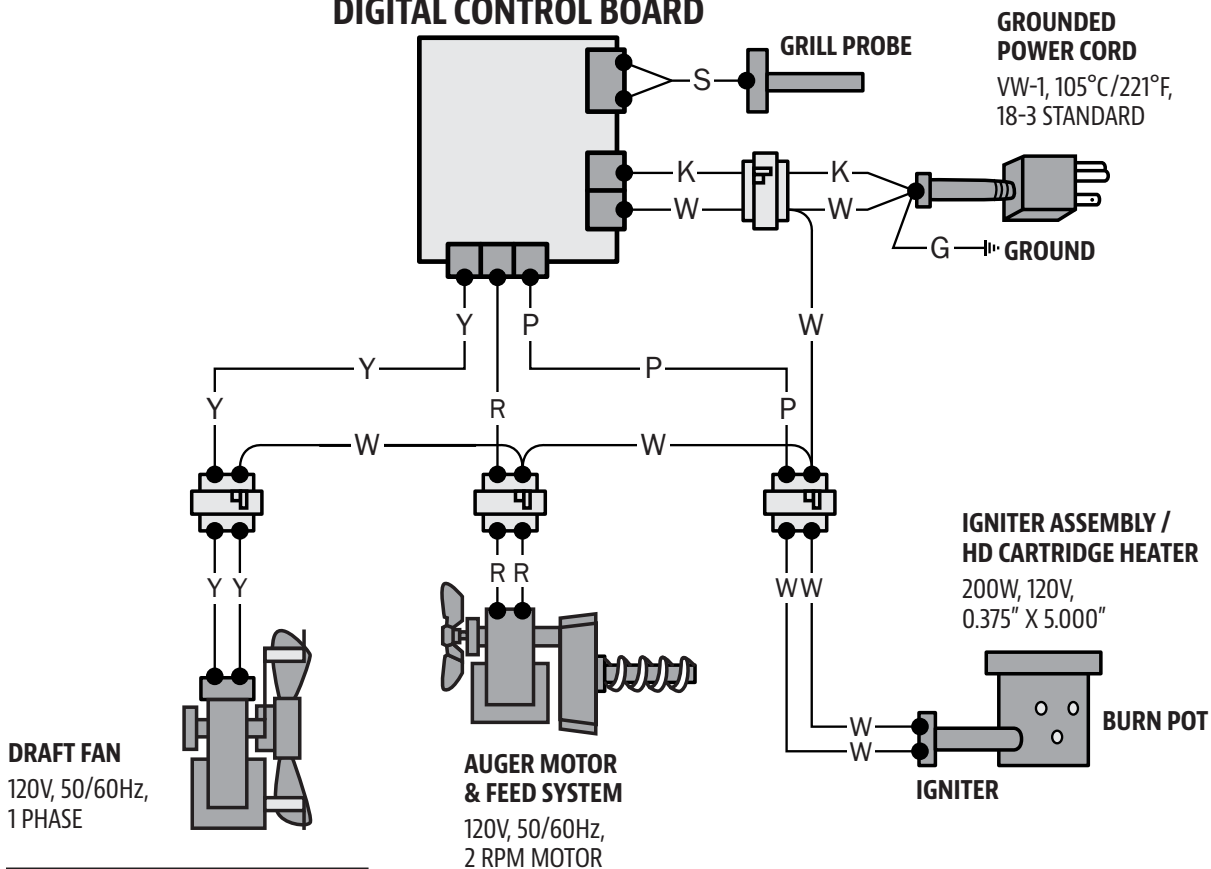 DIGITAL CONTROL BOARD
GRILL PROBE
GROUNDED
POWER CORD
VW-1, 105°C/221°F,
18-3 STANDARD
S
K
K
W
W
G
GROUND
Y
P
W
Y
P
Y
R
P
W
W
Y Y
R R
W W
IGNITER ASSEMBLY /
HD CARTRIDGE HEATER
200W, 120V,
0.375" X 5.000"
W
W
BURN POT
IGNITER
DRAFT FAN
120V, 50/60Hz,
1 PHASE
AUGER MOTOR
& FEED SYSTEM
120V, 50/60Hz,
2 RPM MOTOR